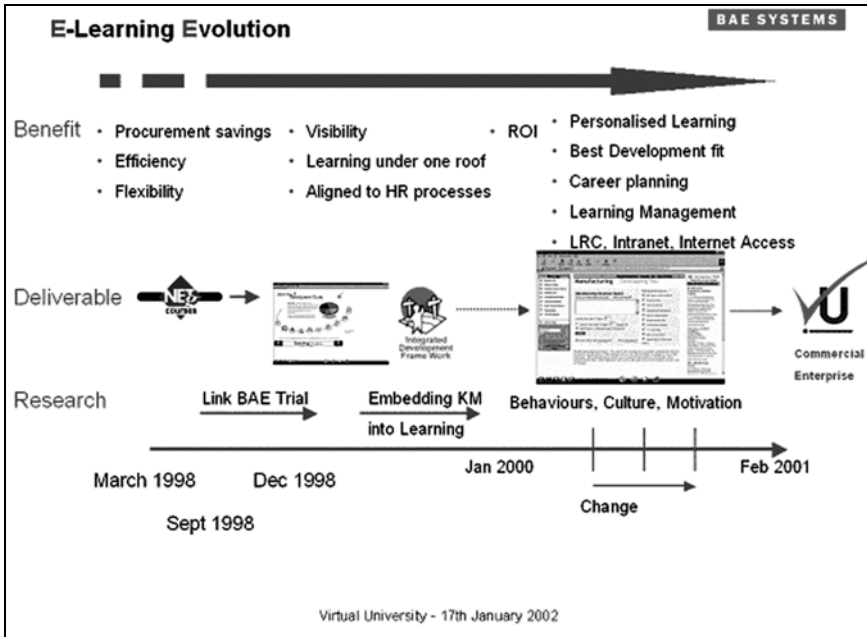 E-Learning Evolution
BAE SYSTEMS
Benefit
• Procurement savings
• Efficiency
• Flexibility
• Visibility
• Learning under one roof
• Aligned to HR processes
• ROI
• Personalised Learning
• Best Development fit
• Career planning
• Learning Management
• LRC, Intranet, Internet Access
Deliverable
NET
COURSES
Integrated
Development
Frame Work
Manufacturing
U
Commercial
Enterprise
Research
Link BAE Trial
Embedding KM
into Learning
Behaviours, Culture, Motivation
March 1998
Sept 1998
Dec 1998
Jan 2000
Feb 2001
Change
Virtual University - 17th January 2002